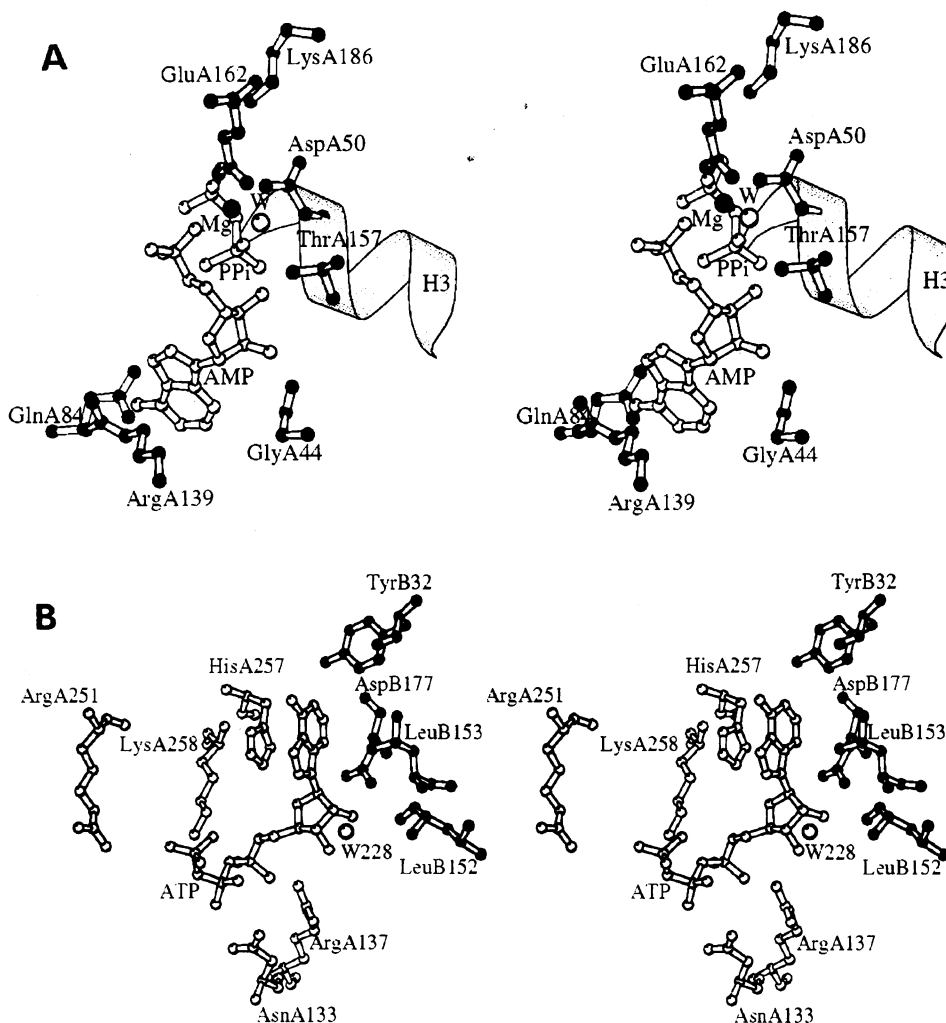 A
LysA186 LysA186
GluA162 GluA162
AspA50 AspA50
W W
Mg Mg
ThrA157 ThrA157
PPi PPi
H3 H3
AMP AMP
GlnA84
GlyA44 GlyA44
ArgA139 ArgA139
B
TyrB32 TyrB32
HisA257 HisA257
AspB177 AspB177
ArgA251 ArgA251
LeuB153 LeuB153
LysA258 LysA258
W228 W228
LeuB152 LeuB152
ATP ATP
ArgA137 ArgA137
AsnA133 AsnA133